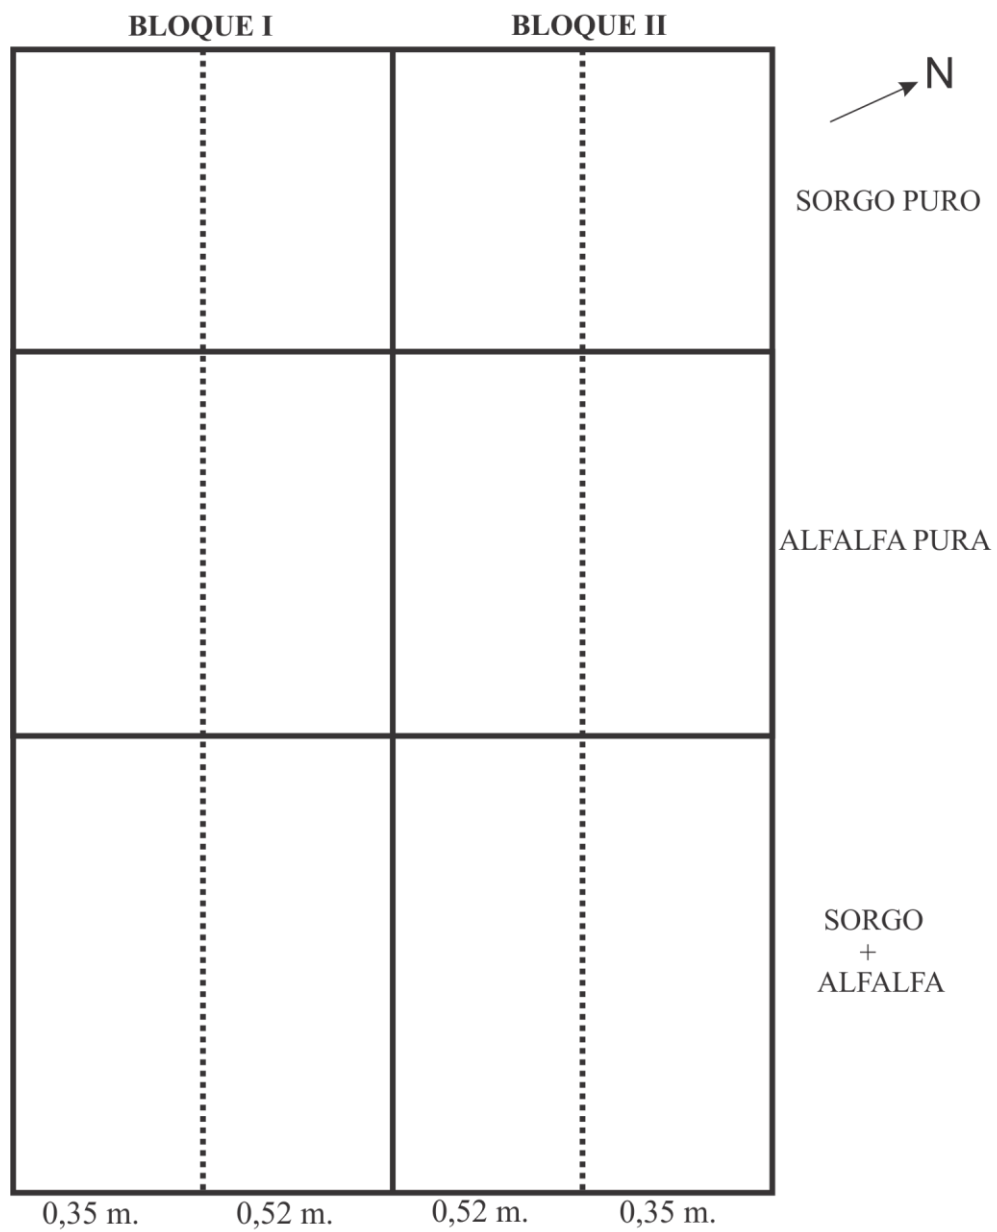 BLOQUE I
BLOQUE II
N
SORGO PURO
ALFALFA PURA
SORGO
+
ALFALFA
0,35 m.
0,52 m.
0,52 m.
0,35 m.